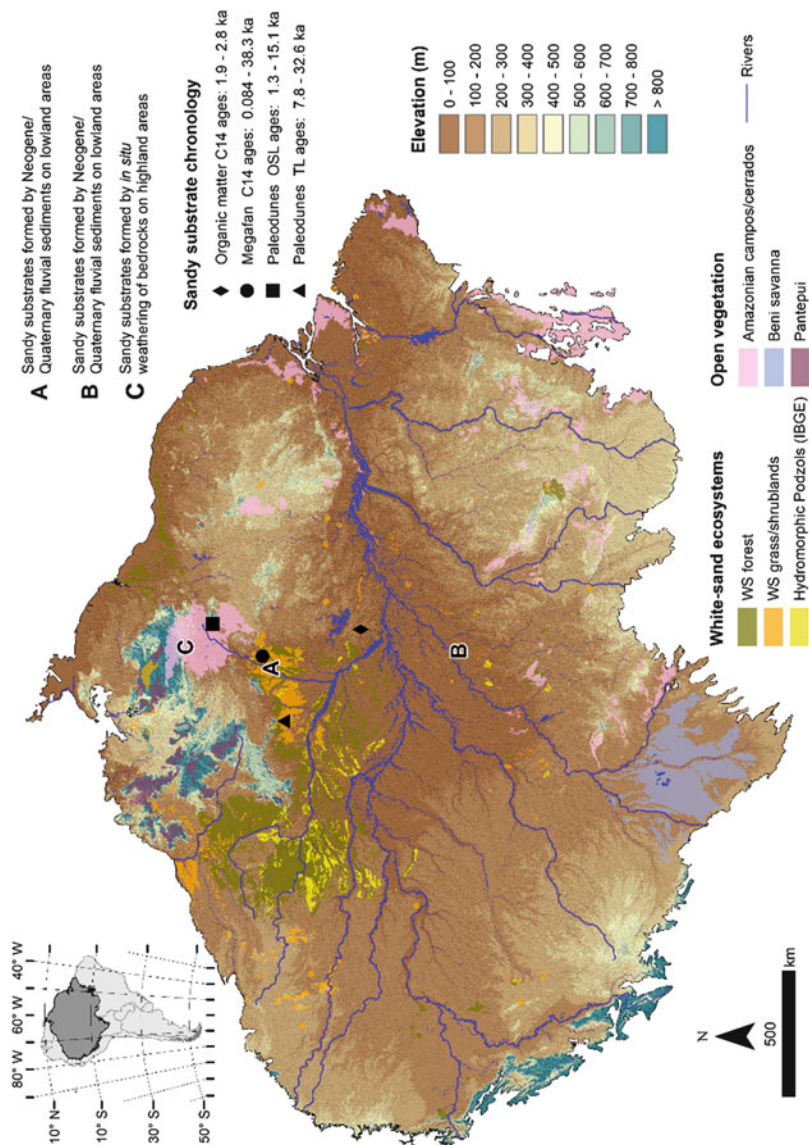 40° W
60° W
80° W
10° N
10° S
30° S
50° S
A
Sandy substrates formed by Neogene/
Quaternary fluvial sediments on lowland areas
B
Sandy substrates formed by Neogene/
Quaternary fluvial sediments on lowland areas
C
Sandy substrates formed by in situ
weathering of bedrocks on highland areas
Sandy substrate chronology
Organic matter C14 ages: 1.9 - 2.8 ka
Megafan C14 ages: 0.084 - 38.3 ka
Paleodunes OSL ages: 1.3 - 15.1 ka
Paleodunes TL ages: 7.8 - 32.6 ka
C
A
B
Elevation (m)
0 - 100
100 - 200
200 - 300
300 - 400
400 - 500
500 - 600
600 - 700
700 - 800
> 800
N
500
km
White-sand ecosystems
WS forest
WS grass/shrublands
Hydromorphic Podzols (IBGE)
Open vegetation
Amazonian campos/cerrados
Beni savanna
Pantepui
Rivers